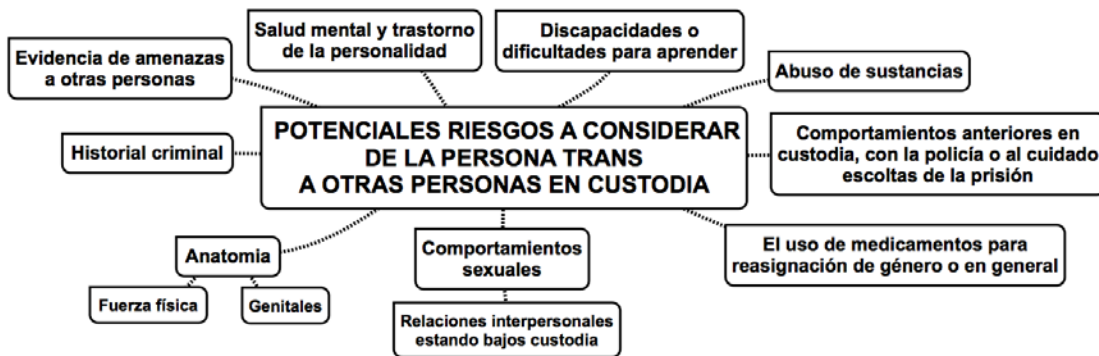 Salud mental y trastorno
de la personalidad
Discapacidades o
dificultades para aprender
Evidencia de amenazas
a otras personas
Abuso de sustancias
POTENCIALES RIESGOS A CONSIDERAR
DE LA PERSONA TRANS
A OTRAS PERSONAS EN CUSTODIA
Historial criminal
Comportamientos anteriores en
custodia, con la policía o al cuidado
escoltas de la prisión
Anatomia
Fuerza física
Genitales
Comportamientos
sexuales
Relaciones interpersonales
estando bajos custodia
El uso de medicamentos para
reasignación de género o en general